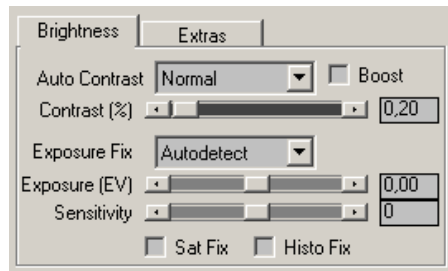 Brightness Extras
Auto Contrast Normal Boost
Contrast (%) 0,20
Exposure Fix Autodetect
Exposure (EV) 0,00
Sensitivity 0
Sat Fix Histo Fix